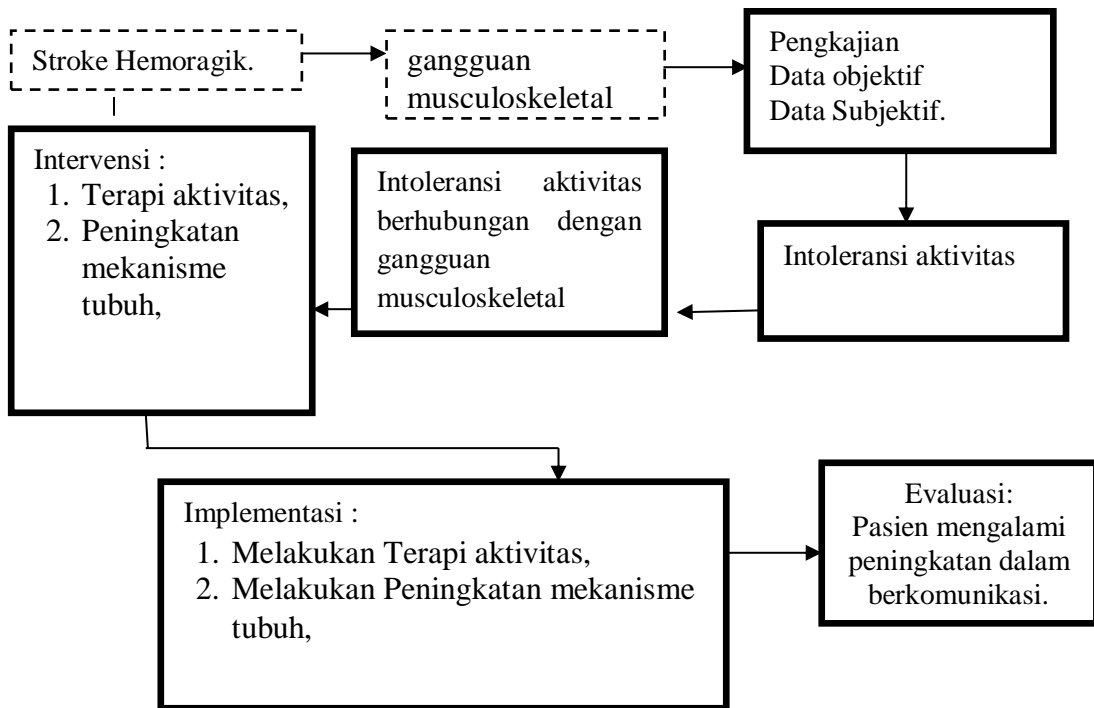 Stroke Hemoragik.
gangguan
musculoskeletal
Pengkajian
Data objektif
Data Subjektif.
Intoleransi aktivitas
Intoleransi aktivitas
berhubungan dengan
gangguan
musculoskeletal
Intervensi :
1. Terapi aktivitas,
2. Peningkatan
mekanisme
tubuh,
Implementasi :
1. Melakukan Terapi aktivitas,
2. Melakukan Peningkatan mekanisme
tubuh,
Evaluasi:
Pasien mengalami
peningkatan dalam
berkomunikasi.